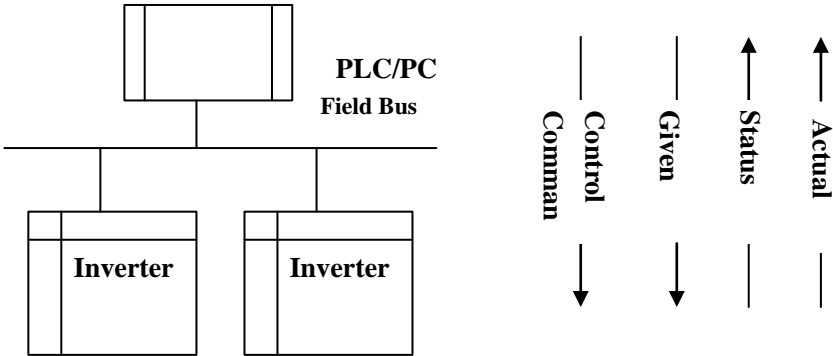 PLC/PC
Field Bus
Inverter
Inverter
Control
Comman
Given
Status
Actual